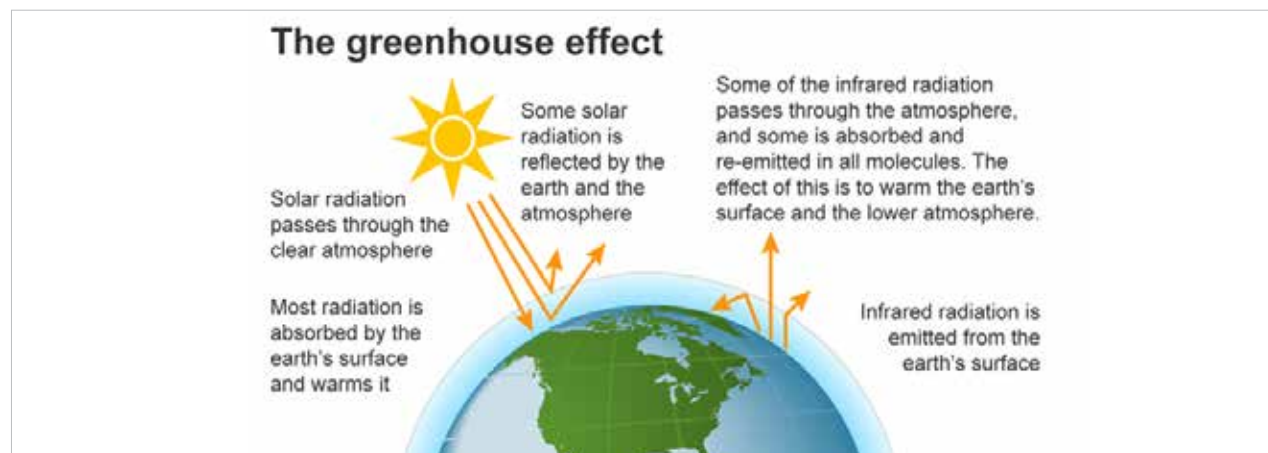 The greenhouse effect
Some solar
radiation is
reflected by the
earth and the
atmosphere
Some of the infrared radiation
passes through the atmosphere,
and some is absorbed and
re-emitted in all molecules. The
effect of this is to warm the earth's
surface and the lower atmosphere.
Solar radiation
passes through the
clear atmosphere
Most radiation is
absorbed by the
earth's surface
and warms it
Infrared radiation is
emitted from the
earth's surface